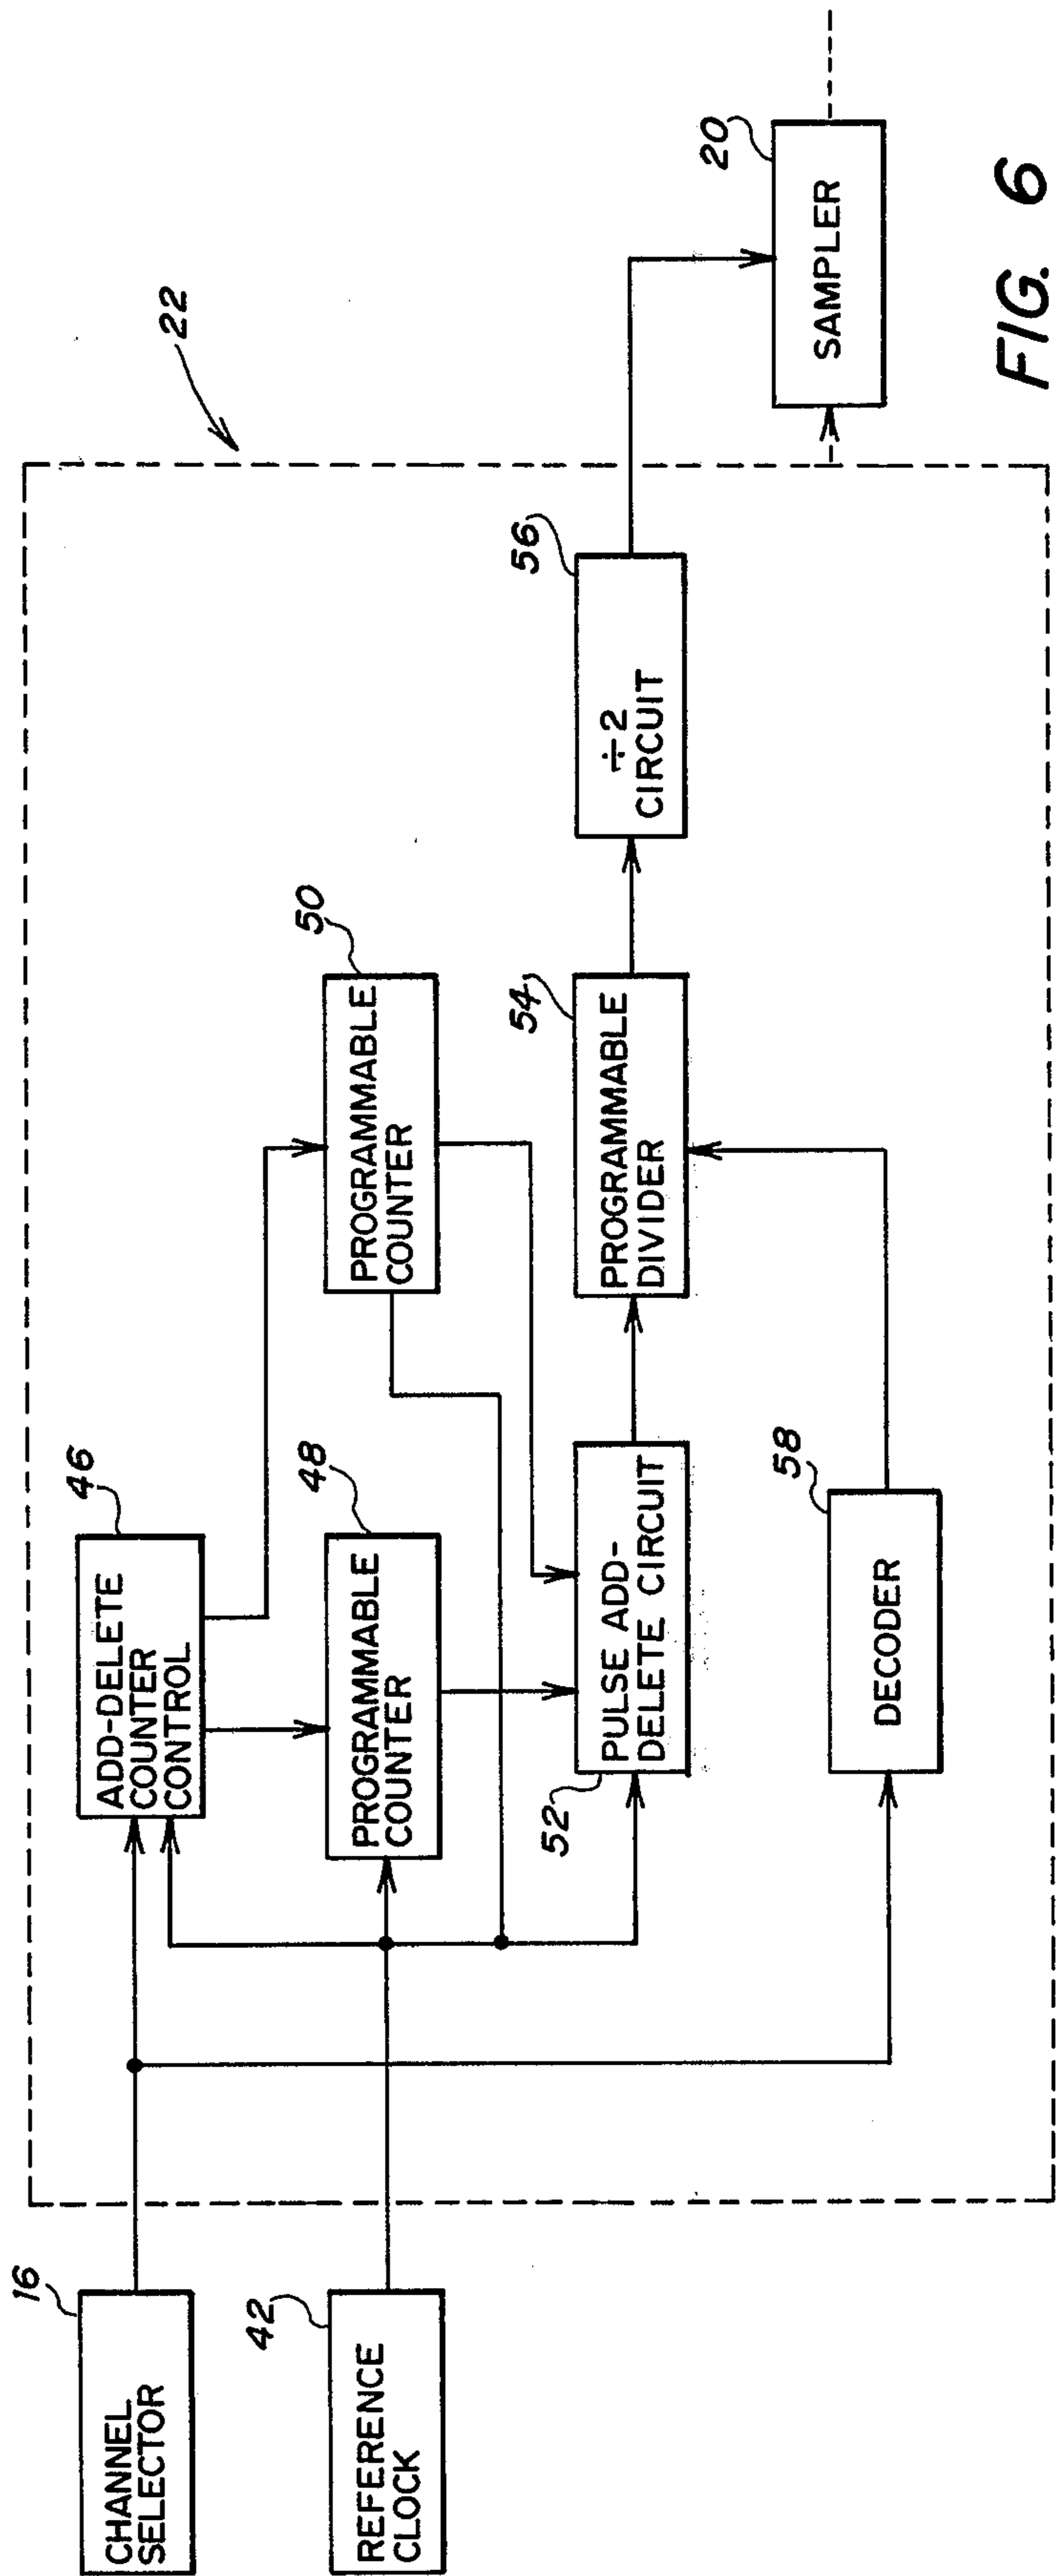 16
CHANNEL
SELECTOR
42
REFERENCE
CLOCK
22
46
ADD-DELETE
COUNTER
CONTROL
48
PROGRAMMABLE
COUNTER
50
PROGRAMMABLE
COUNTER
52
PULSE ADD-
DELETE CIRCUIT
54
PROGRAMMABLE
DIVIDER
56
÷2
CIRCUIT
58
DECODER
20
SAMPLER
FIG. 6